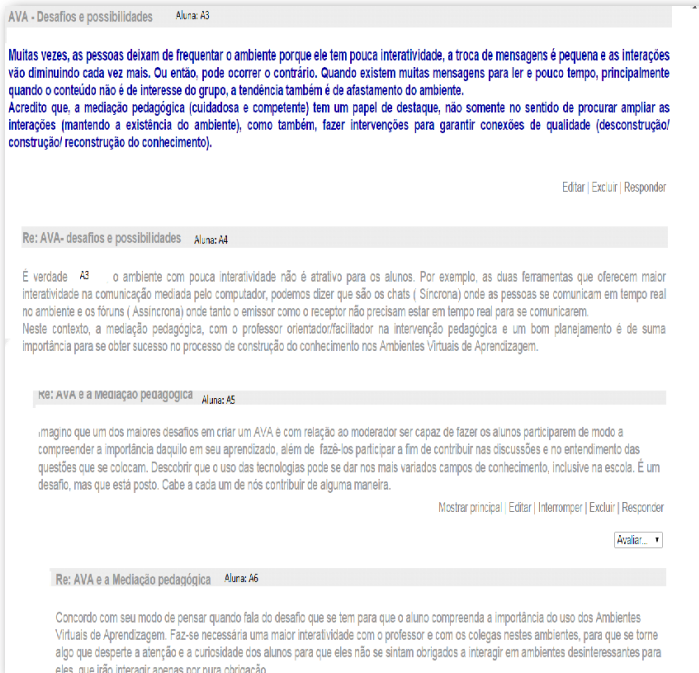 AVA - Desafios e possibilidades Aluna: A3
Muitas vezes, as pessoas deixam de frequentar o ambiente porque ele tem pouca interatividade, a troca de mensagens é pequena e as interações
vão diminuindo cada vez mais. Ou então, pode ocorrer o contrário. Quando existem muitas mensagens para ler e pouco tempo, principalmente
quando o conteúdo não é de interesse do grupo, a tendência também é de afastamento do ambiente.
Acredito que, a mediação pedagógica (cuidadosa e competente) tem um papel de destaque, não somente no sentido de procurar ampliar as
interações (mantendo a existência do ambiente), como também, fazer intervenções para garantir conexões de qualidade (desconstrução/
construção/ reconstrução do conhecimento).
Editar | Excluir | Responder
Re: AVA- desafios e possibilidades Aluna: A4
É verdade A3 o ambiente com pouca interatividade não é atrativo para os alunos. Por exemplo, as duas ferramentas que oferecem maior
interatividade na comunicação mediada pelo computador, podemos dizer que são os chats ( Síncrona) onde as pessoas se comunicam em tempo real
no ambiente e os fóruns ( Assíncrona) onde tanto o emissor como o receptor não precisam estar em tempo real para se comunicarem.
Neste contexto, a mediação pedagógica, com o professor orientador/facilitador na intervenção pedagógica e um bom planejamento é de suma
importância para se obter sucesso no processo de construção do conhecimento nos Ambientes Virtuais de Aprendizagem.
Re: AVA e a Mediação pedagógica Aluna: A5
Imagino que um dos maiores desafios em criar um AVA e com relação ao moderador ser capaz de fazer os alunos participarem de modo a
compreender a importância daquilo em seu aprendizado, além de fazê-los participar a fim de contribuir nas discussões e no entendimento das
questões que se colocam. Descobrir que o uso das tecnologias pode se dar nos mais variados campos de conhecimento, inclusive na escola. É um
desafio, mas que está posto. Cabe a cada um de nós contribuir de alguma maneira.
Mostrar principal | Editar | Interromper | Excluir | Responder
Avaliar...
Re: AVA e a Mediação pedagógica Aluna: A6
Concordo com seu modo de pensar quando fala do desafio que se tem para que o aluno compreenda a importância do uso dos Ambientes
Virtuais de Aprendizagem. Faz-se necessária uma maior interatividade com o professor e com os colegas nestes ambientes, para que se torne
algo que desperte a atenção e a curiosidade dos alunos para que eles não se sintam obrigados a interagir em ambientes desinteressantes para
eles, que irão interagir apenas por pura obrigação